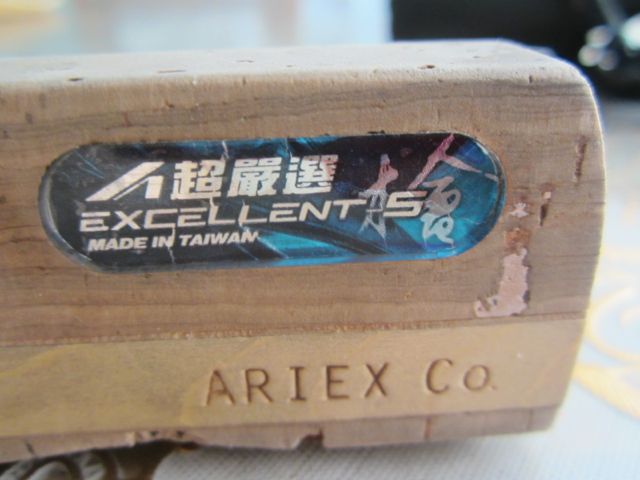 超嚴選
EXCELLENT'S
MADE IN TAIWAN
ARIEX Co.